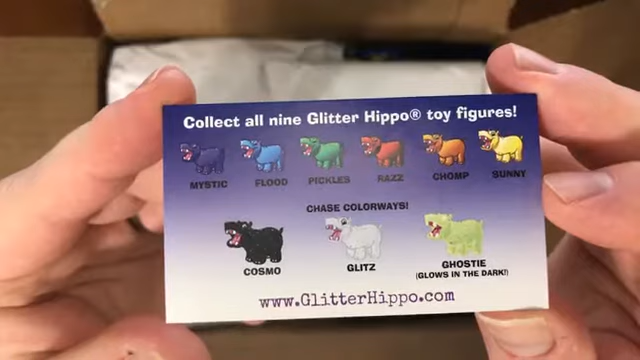 Collect all nine Glitter Hippo® toy figures!
MYSTIC FLOOD PICKLES RAZZ CHOMP SUNNY
CHASE COLORWAYS!
COSMO GLITZ GHOSTIE
(GLOWS IN THE DARK!)
www.GlitterHippo.com